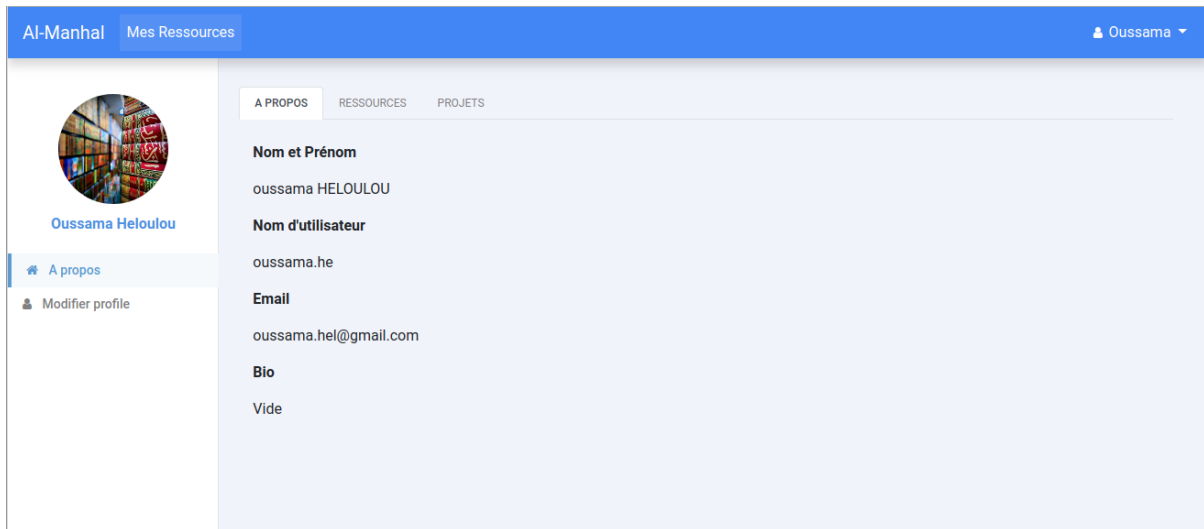 Al-Manhal Mes Ressources Oussama
Oussama Heloulou
A propos
Modifier profile
A PROPOS RESSOURCES PROJETS
Nom et Prénom
oussama HELOULOU
Nom d'utilisateur
oussama.he
Email
oussama.hel@gmail.com
Bio
Vide